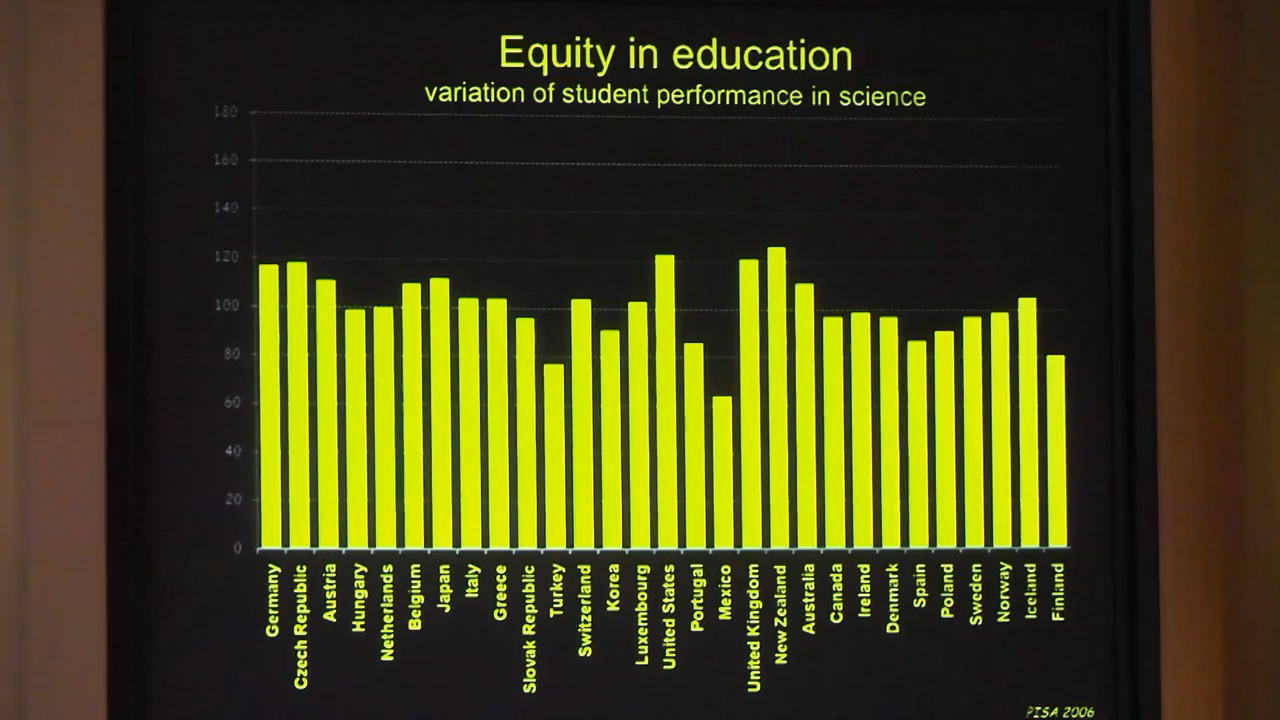 Equity in education
variation of student performance in science
180
160
140
120
100
80
60
40
20
0
Germany
Czech Republic
Austria
Hungary
Netherlands
Belgium
Japan
Italy
Greece
Slovak Republic
Turkey
Switzerland
Korea
Luxembourg
United States
Portugal
Mexico
United Kingdom
New Zealand
Australia
Canada
Ireland
Denmark
Spain
Poland
Sweden
Norway
Iceland
Finland
PISA 2006